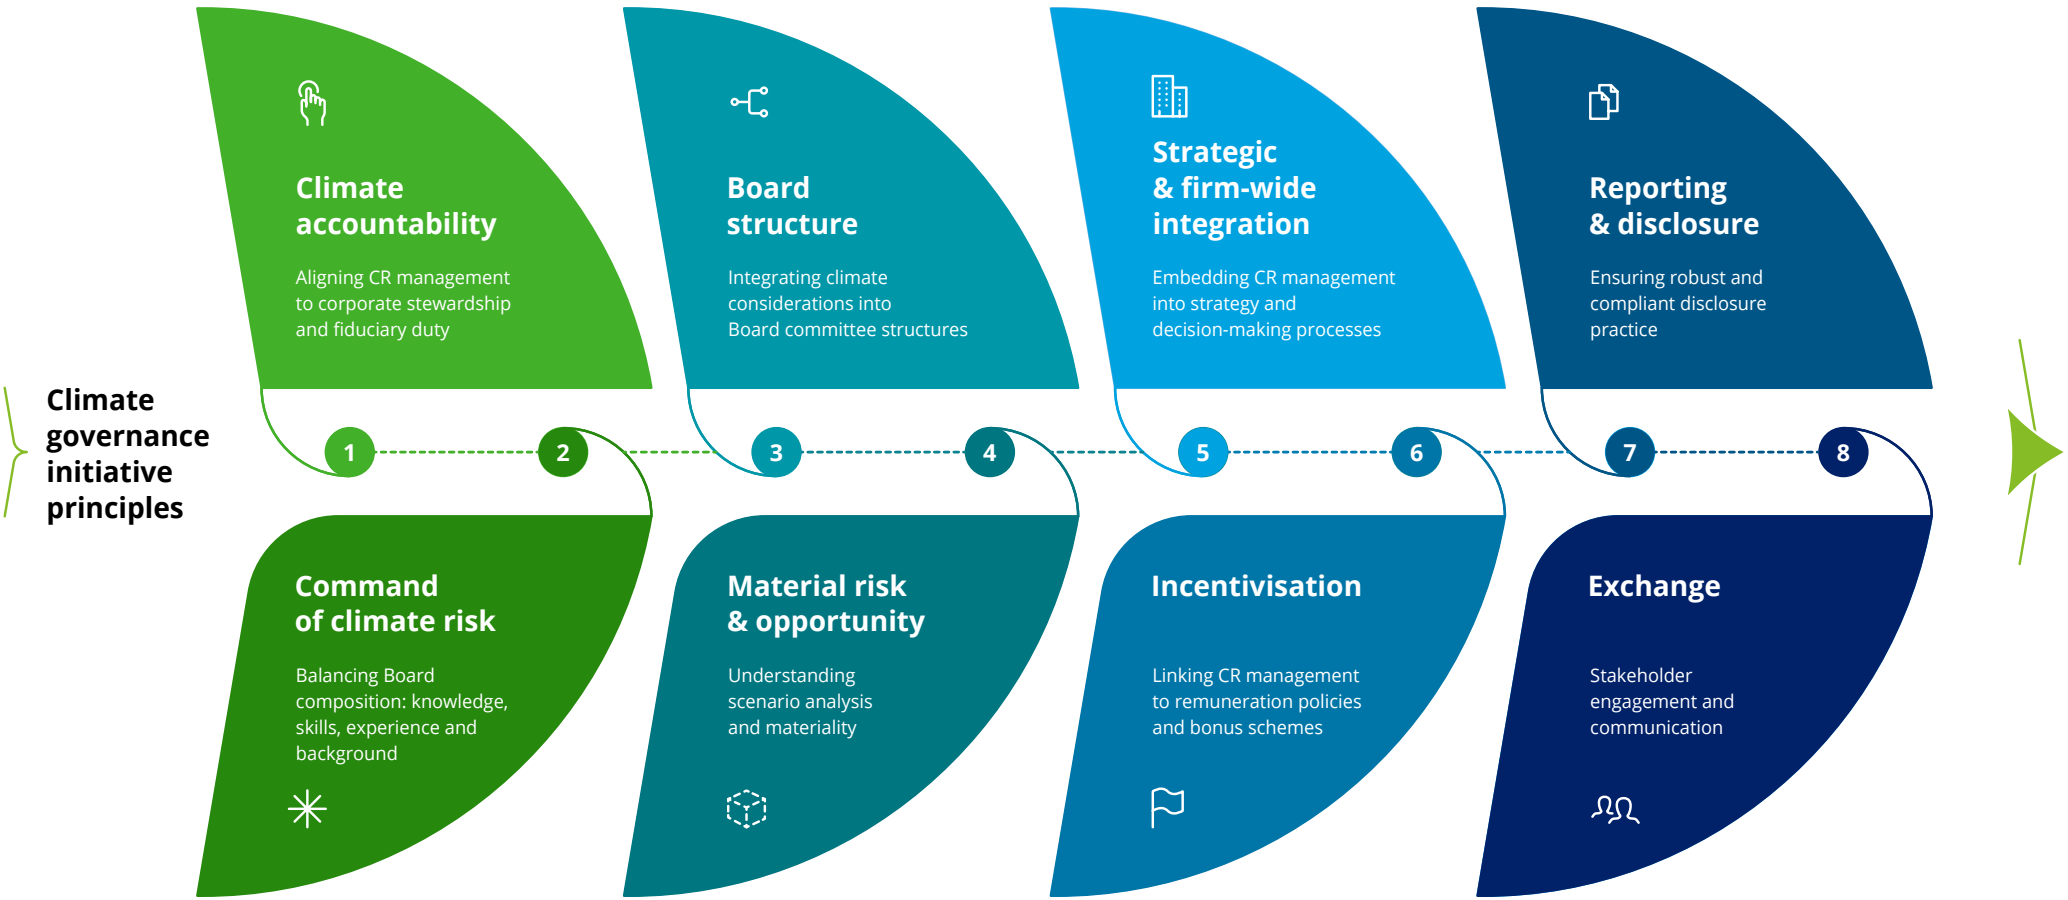 Climate
governance
initiative
principles
1
Climate
accountability
Aligning CR management
to corporate stewardship
and fiduciary duty
2
Command
of climate risk
Balancing Board
composition: knowledge,
skills, experience and
background
3
Board
structure
Integrating climate
considerations into
Board committee structures
4
Material risk
& opportunity
Understanding
scenario analysis
and materiality
5
Strategic
& firm-wide
integration
Embedding CR management
into strategy and
decision-making processes
6
Incentivisation
Linking CR management
to remuneration policies
and bonus schemes
7
Reporting
& disclosure
Ensuring robust and
compliant disclosure
practice
8
Exchange
Stakeholder
engagement and
communication